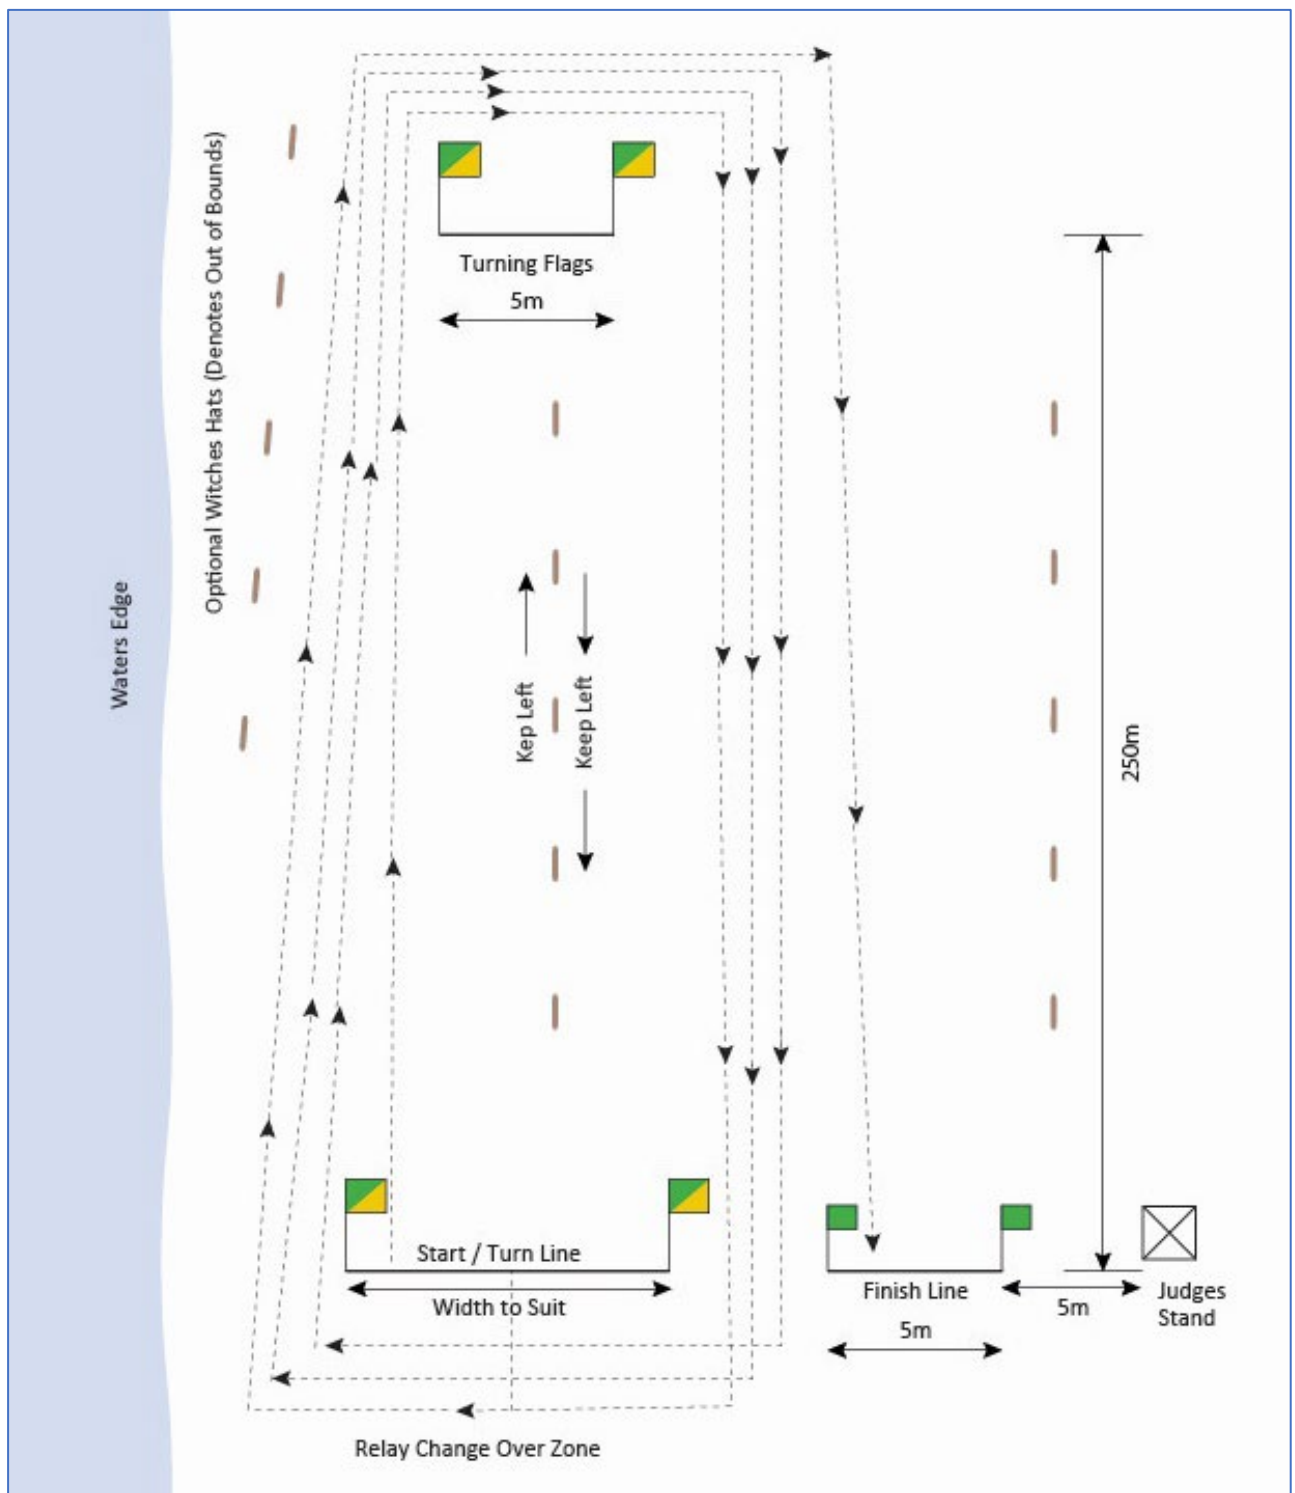 Optional Witches Hats (Denotes Out of Bounds)
Turning Flags
5m
Waters Edge
Kep Left
Keep Left
250m
Start / Turn Line
Width to Suit
Finish Line
5m
5m
Judges
Stand
Relay Change Over Zone